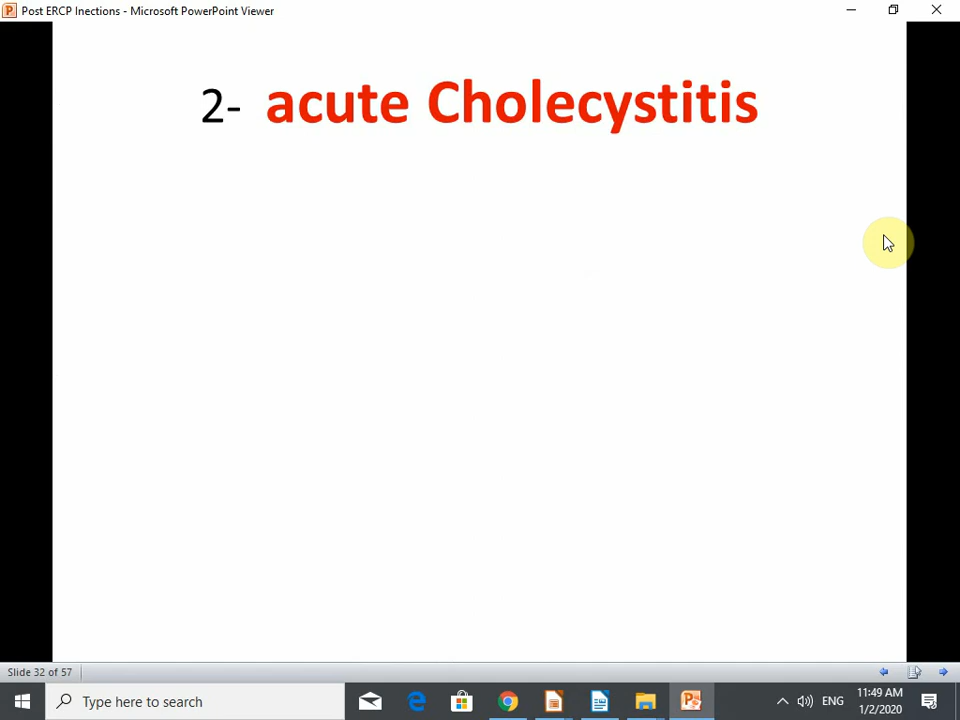 Post ERCP Inections - Microsoft PowerPoint Viewer
2- acute Cholecystitis
Slide 32 of 57
Type here to search
ENG
11:49 AM
1/2/2020